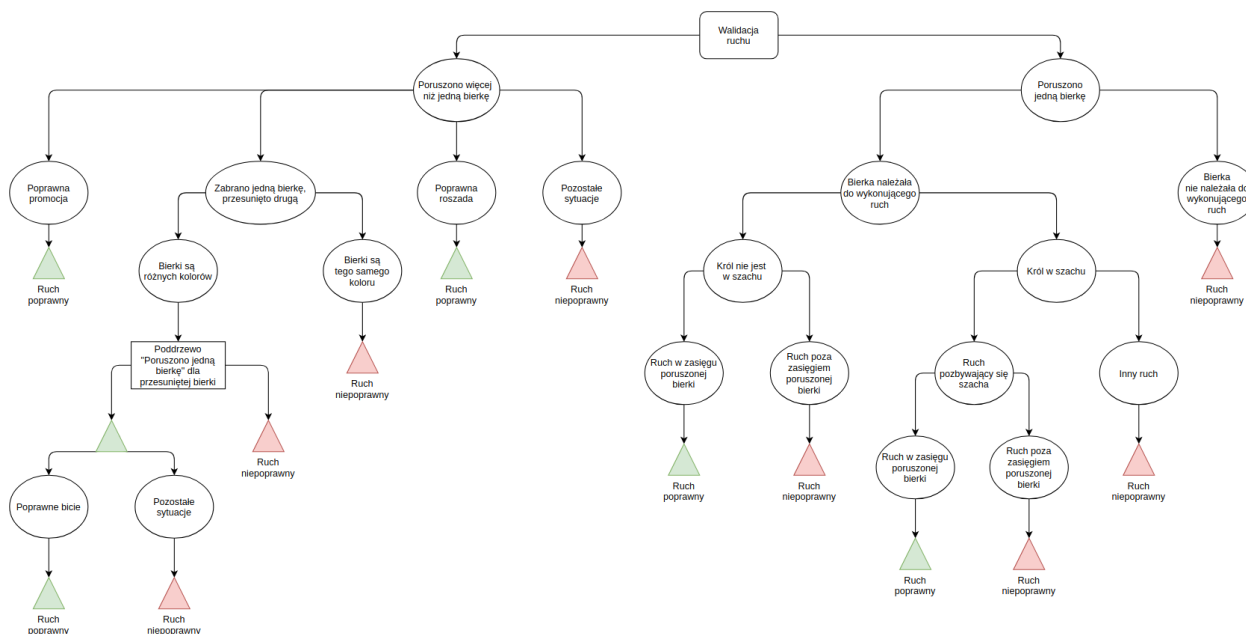 Walidacja
ruchu
Poruszono więcej
niż jedną bierkę
Poruszono
jedną bierkę
Poprawna
promocja
Zabrano jedną bierkę,
przesunięto drugą
Poprawna
roszada
Pozostałe
sytuacje
Bierka należała
do wykonującego
ruch
Bierka
nie należała do
wykonującego
ruch
Bierki są
różnych kolorów
Bierki są
tego samego
koloru
Król nie jest
w szachu
Król w szachu
Ruch
poprawny
Ruch
poprawny
Ruch
niepoprawny
Ruch
niepoprawny
Poddrzewo
"Poruszono jedną
bierkę" dla
przesuniętej bierki
Ruch
niepoprawny
Ruch w zasięgu
poruszonej
bierki
Ruch poza
zasięgiem
poruszonej
bierki
Ruch
pozbywający się
szacha
Inny ruch
Ruch
niepoprawny
Ruch
poprawny
Ruch
niepoprawny
Ruch w zasięgu
poruszonej
bierki
Ruch poza
zasięgiem
poruszonej
bierki
Ruch
niepoprawny
Poprawne bicie
Pozostałe
sytuacje
Ruch
poprawny
Ruch
niepoprawny
Ruch
poprawny
Ruch
niepoprawny